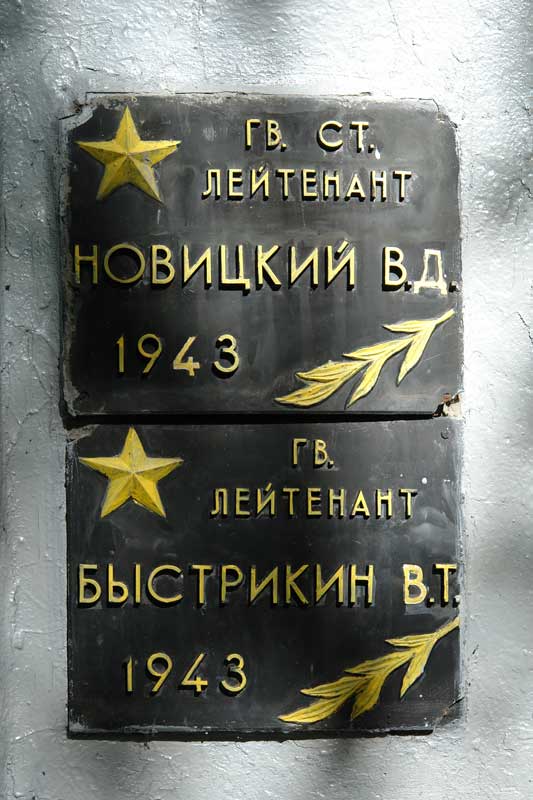 ГВ. СТ.
ЛЕЙТЕНАНТ
НОВИЦКИЙ В.Д.
1943
ГВ.
ЛЕЙТЕНАНТ
БЫСТРИКИН В.Т.
1943